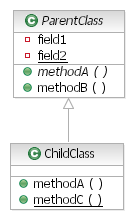 C ParentClass
field1
field2
methodA ( )
methodB ( )
C ChildClass
methodA ( )
methodC ( )